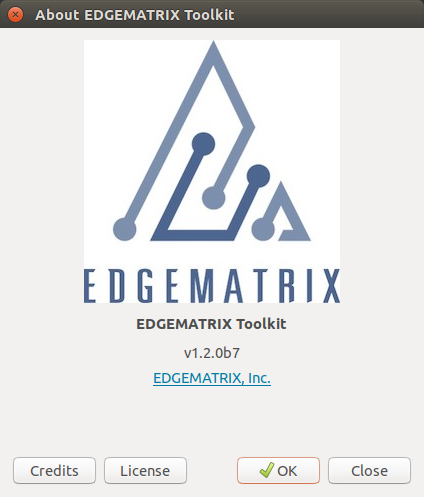 About EDGEMATRIX Toolkit
EDGEMATRIX
EDGEMATRIX Toolkit
v1.2.0b7
EDGEMATRIX, Inc.
Credits License OK Close